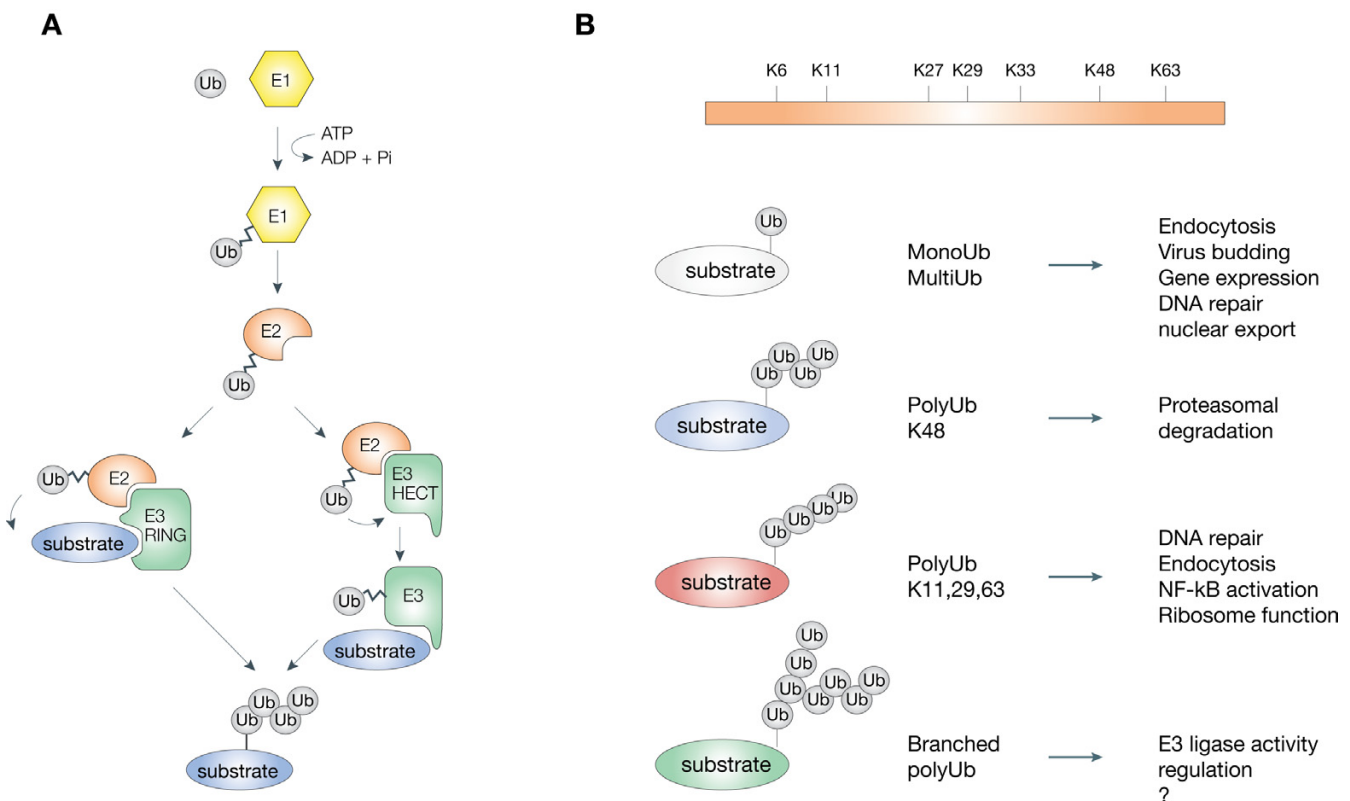 A
Ub
E1
ATP
ADP + Pi
E1
Ub
E2
Ub
Ub
E2
E3
RING
substrate
E2
E3
HECT
Ub
Ub
E3
substrate
Ub
Ub
Ub
Ub
substrate
B
K6 K11 K27 K29 K33 K48 K63
Ub
substrate
MonoUb
MultiUb
Endocytosis
Virus budding
Gene expression
DNA repair
nuclear export
Ub
Ub
Ub
Ub
substrate
PolyUb
K48
Proteasomal
degradation
Ub
Ub
Ub
Ub
substrate
PolyUb
K11,29,63
DNA repair
Endocytosis
NF-kB activation
Ribosome function
Ub
Ub
Ub
Ub
Ub
Ub
Ub
Ub
substrate
Branched
polyUb
E3 ligase activity
regulation
?